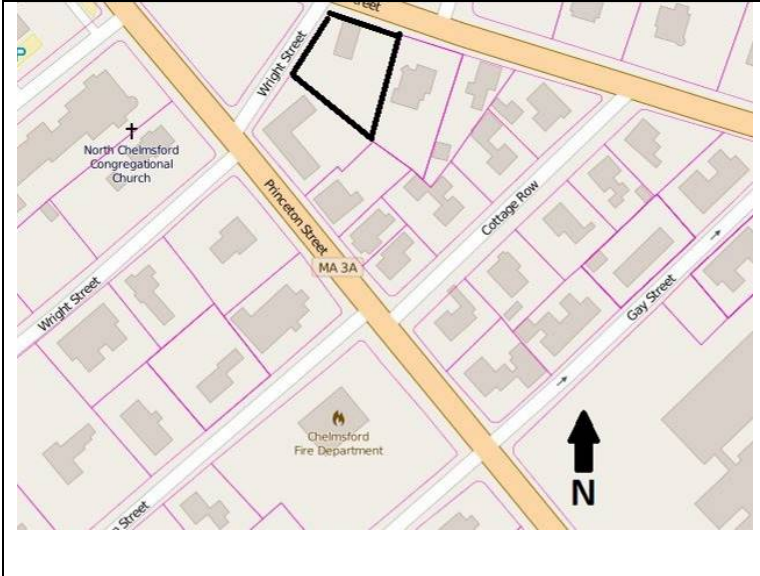 Wright Street
North Chelmsford
Congregational
Church
Princeton Street
MA 3A
Cottage Row
Wright Street
Gay Street
Chelmsford
Fire Department
N
Street